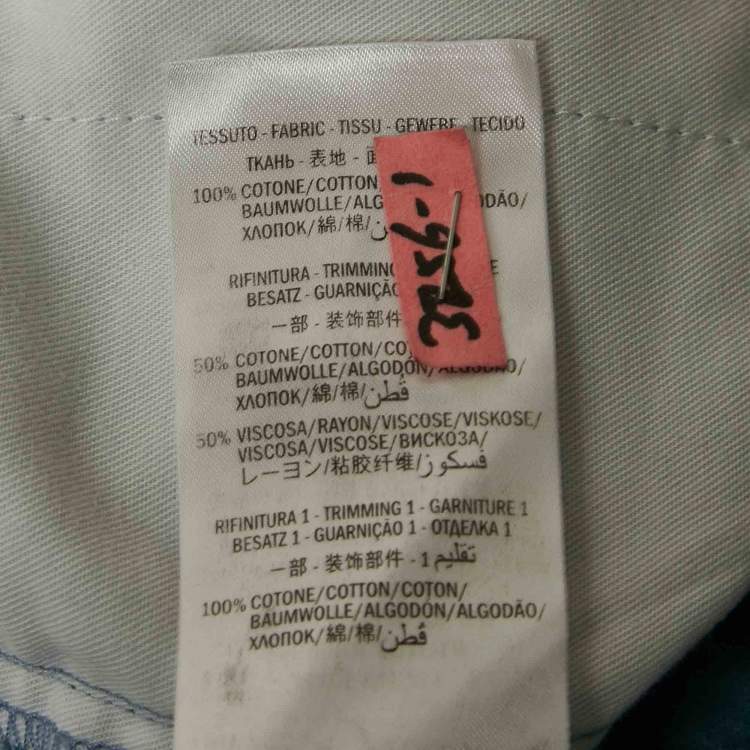 TESSUTO - FABRIC - TISSU - GEWEBE - TECIDO
ТКАНЬ - 表地 -
100% COTONE/COTTON
BAUMWOLLE/ALG
ХЛОПОК/綿/棉/
RIFINITURA - TRIMMING
BESATZ - GUARNIÇÃO
一部 - 装饰部件
50% COTONE/COTTON/CO
BAUMWOLLE/ALGODÓN/ALGODÃO/
ХЛОПОК/綿/棉/قُطن
50% VISCOSA/RAYON/VISCOSE/VISKOSE/
VISCOSA/VISCOSE/ВИСКОЗА/
レーヨン/粘胶纤维/فسكوز
RIFINITURA 1 - TRIMMING 1 - GARNITURE 1
BESATZ 1 - GUARNIÇÃO 1 - ОТДЕЛКА 1
一部 - 装饰部件 - 1 تقليم
100% COTONE/COTTON/COTON/
BAUMWOLLE/ALGODÓN/ALGODÃO/
ХЛОПОК/綿/棉/قُطن